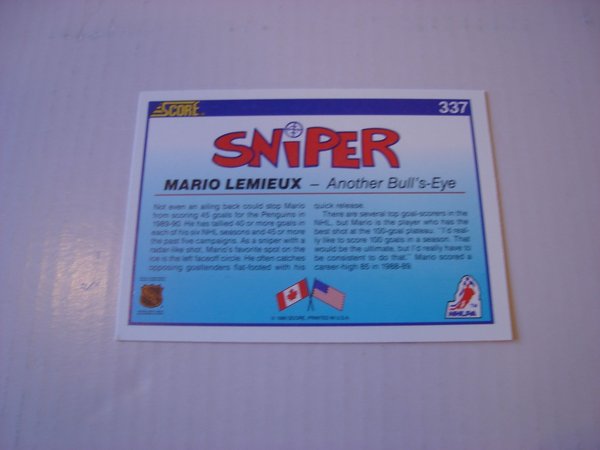 SCORE
337
SNiPER
MARIO LEMIEUX – Another Bull's-Eye
Not even an ailing back could stop Mario
from scoring 45 goals for the Penguins in
1989-90. He has tallied 40 or more goals in
each of his six NHL seasons and 45 or more
the past five campaigns. As a sniper with a
radar-like shot, Mario's favorite spot on the
ice is the left faceoff circle. He often catches
opposing goaltenders flat-footed with his
quick release.
There are several top goal-scorers in the
NHL, but Mario is the player who has the
best shot at the 100-goal plateau. "I'd real-
ly like to score 100 goals in a season. That
would be the ultimate, but I'd really have to
be consistent to do that." Mario scored a
career-high 85 in 1988-89.
NHLPA
TM
© 1990 SCORE, PRINTED IN U.S.A.